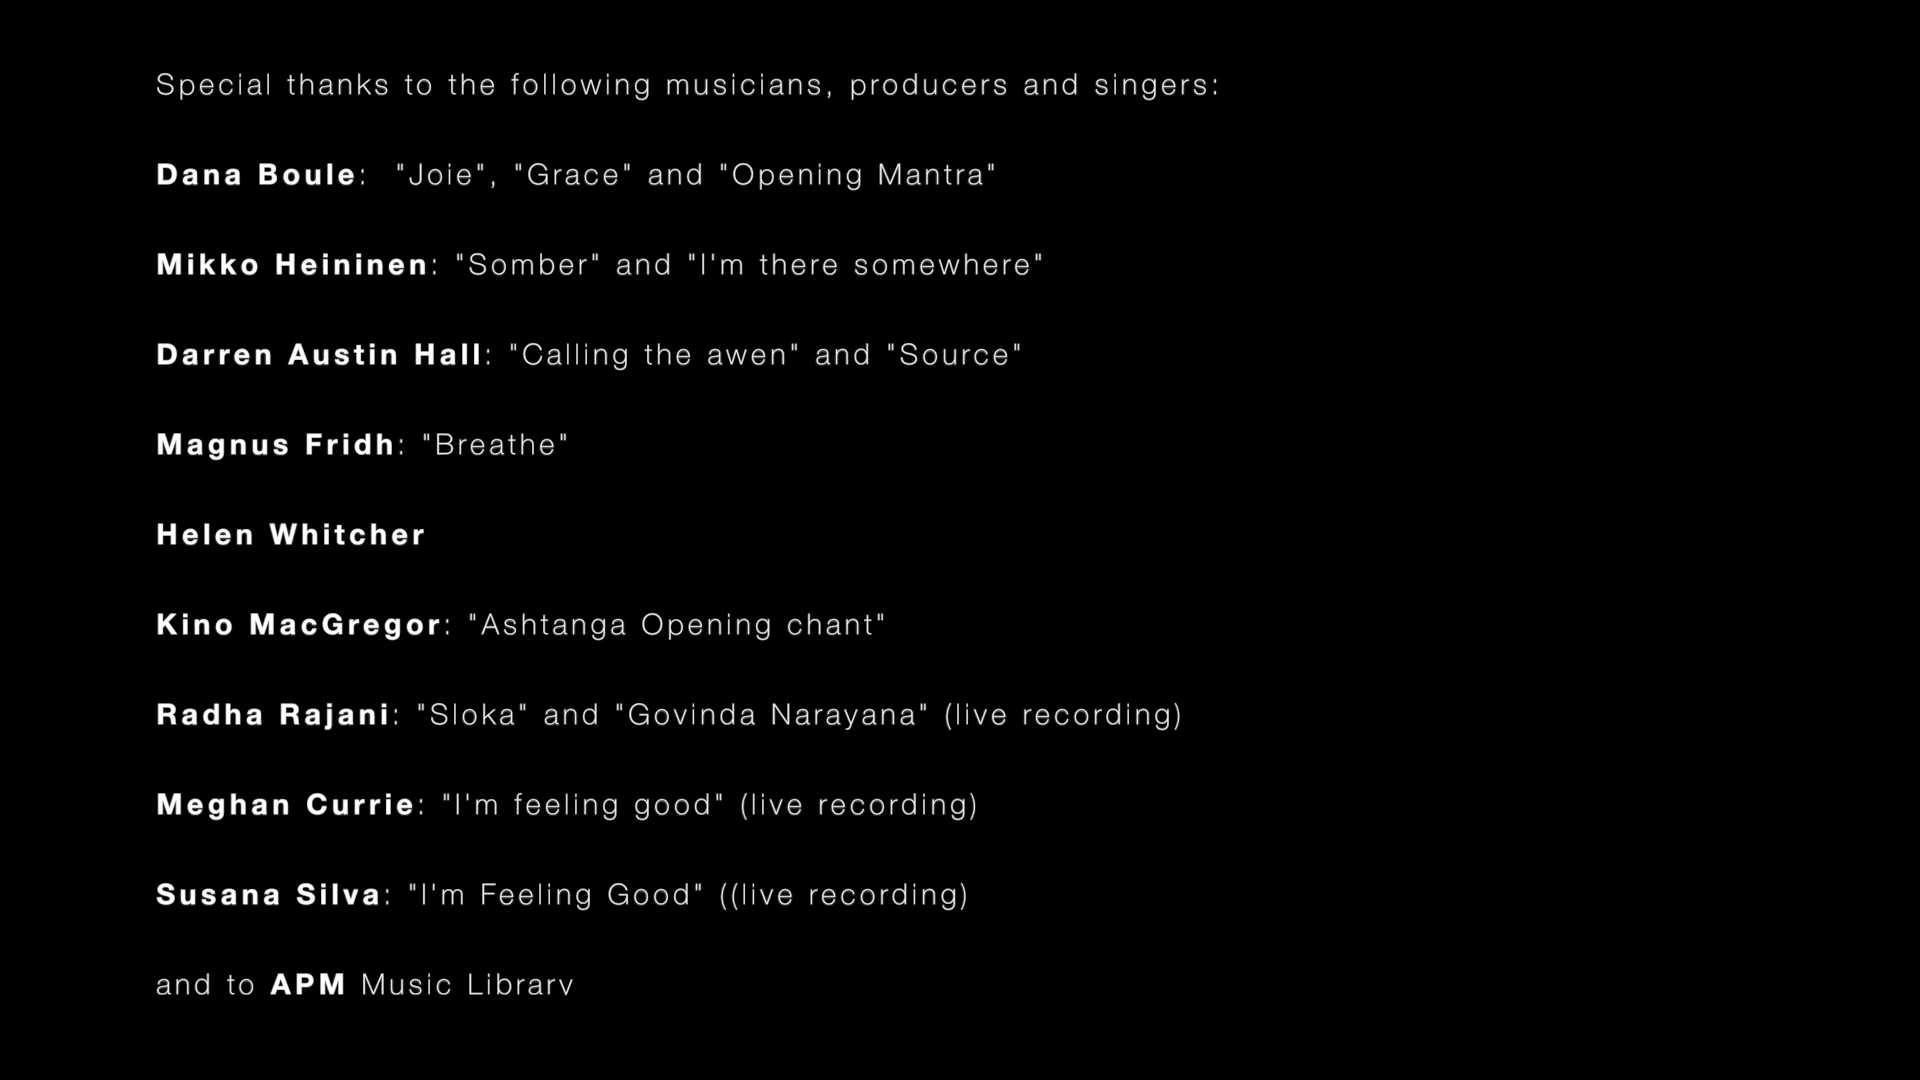 Special thanks to the following musicians, producers and singers:
Dana Boule: "Joie", "Grace" and "Opening Mantra"
Mikko Heininen: "Somber" and "I'm there somewhere"
Darren Austin Hall: "Calling the awen" and "Source"
Magnus Fridh: "Breathe"
Helen Whitcher
Kino MacGregor: "Ashtanga Opening chant"
Radha Rajani: "Sloka" and "Govinda Narayana" (live recording)
Meghan Currie: "I'm feeling good" (live recording)
Susana Silva: "I'm Feeling Good" ((live recording)
and to APM Music Library